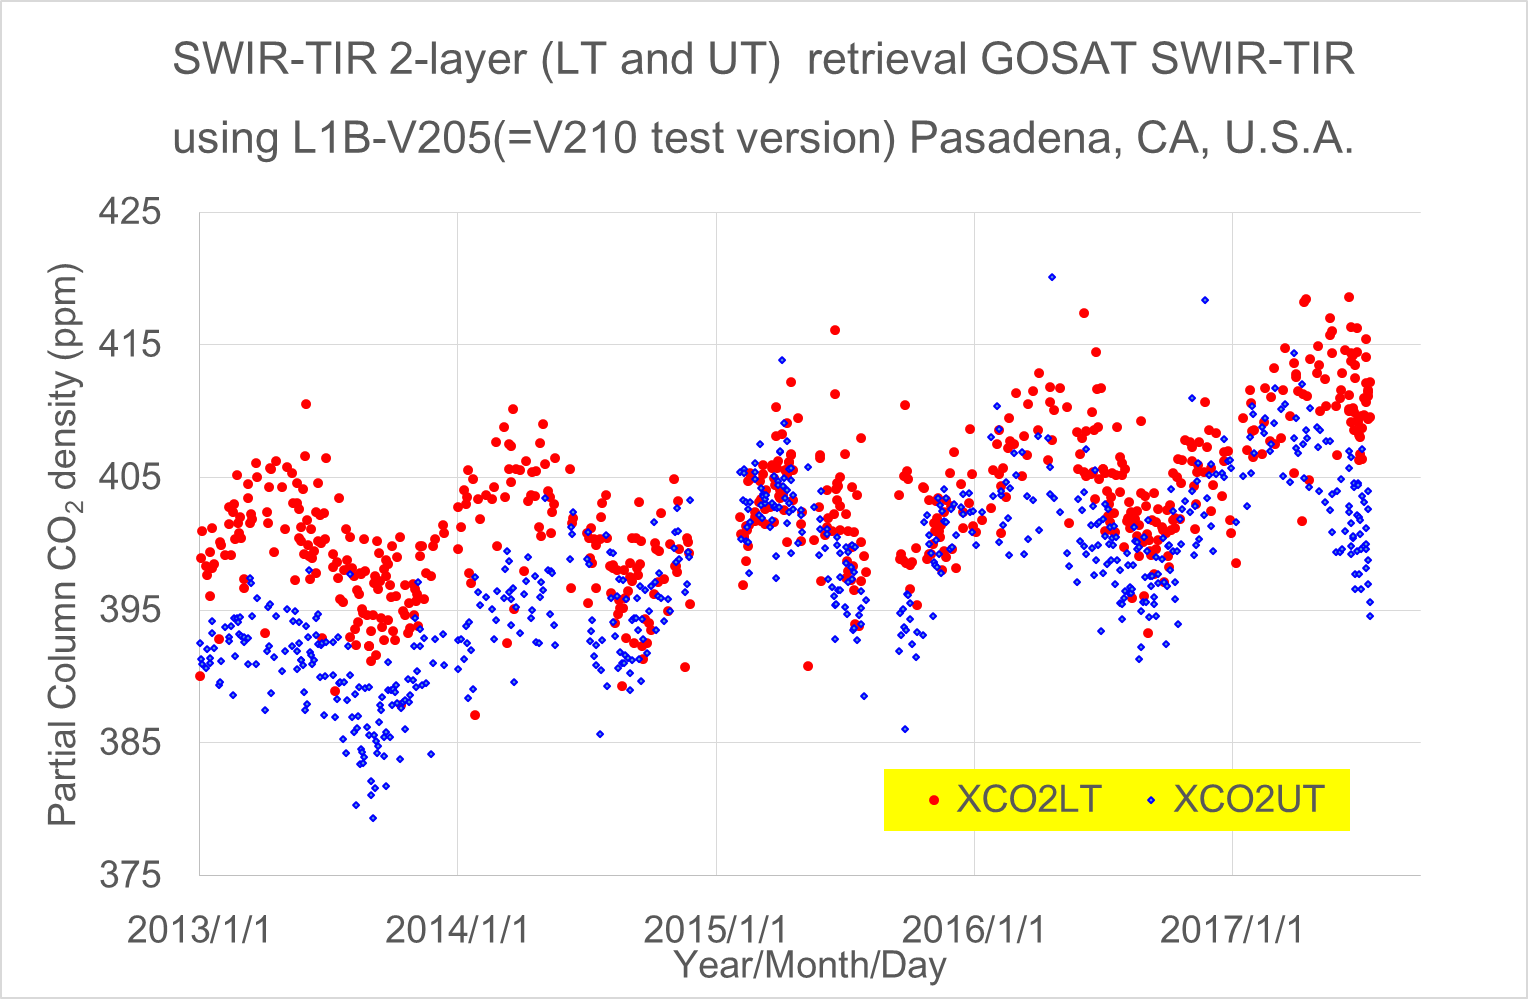 SWIR-TIR 2-layer (LT and UT)  retrieval GOSAT SWIR-TIR
using L1B-V205(=V210 test version) Pasadena, CA, U.S.A.
Partial Column CO2 density (ppm)
425
415
405
395
385
375
XCO2LT
XCO2UT
2013/1/1
2014/1/1
2015/1/1
2016/1/1
2017/1/1
Year/Month/Day